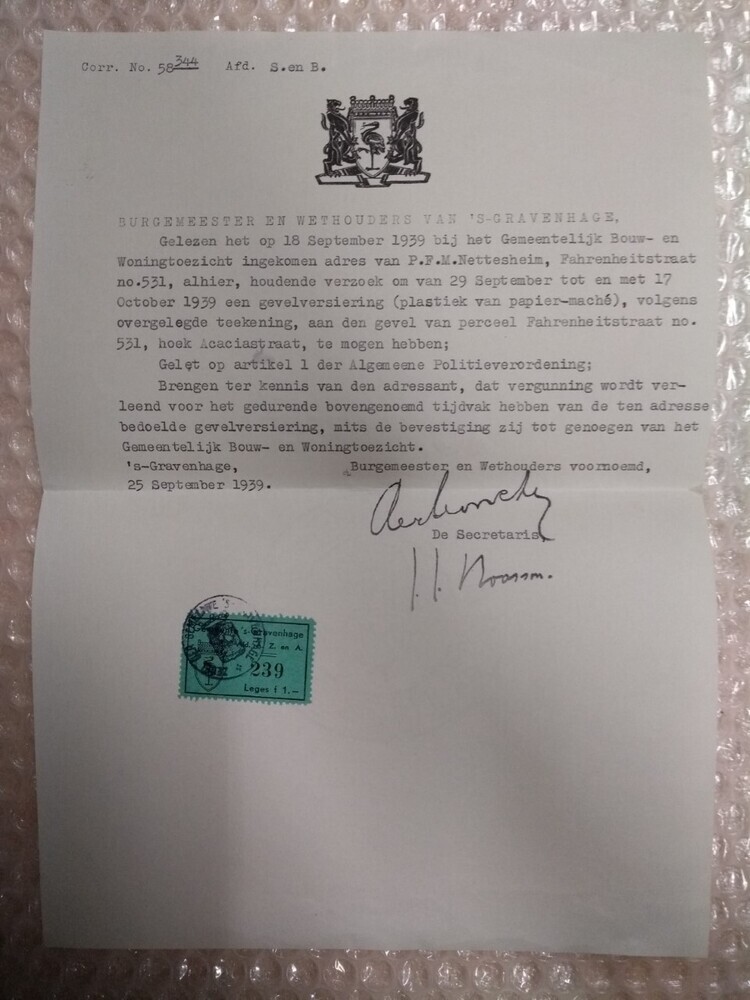 Corr. No. 58344 Afd. S.en B.
BURGEMEESTER EN WETHOUDERS VAN 'S-GRAVENHAGE,
Gelezen het op 18 September 1939 bij het Gemeentelijk Bouw- en
Woningtoezicht ingekomen adres van P.F.M.Nettesheim, Fahrenheitstraat
no.531, alhier, houdende verzoek om van 29 September tot en met 17
October 1939 een gevelversiering (plastiek van papier-maché), volgens
overgelegde teekening, aan den gevel van perceel Fahrenheitstraat no.
531, hoek Acaciastraat, te mogen hebben;
Gelet op artikel 1 der Algemeene Politieverordening;
Brengen ter kennis van den adressant, dat vergunning wordt ver-
leend voor het gedurende bovengenoemd tijdvak hebben van de ten adresse
bedoelde gevelversiering, mits de bevestiging zij tot genoegen van het
Gemeentelijk Bouw- en Woningtoezicht.
's-Gravenhage, Burgemeester en Wethouders voornoemd,
25 September 1939.
De Secretaris,
's-Gravenhage
Z. en A.
239
Leges f 1.-